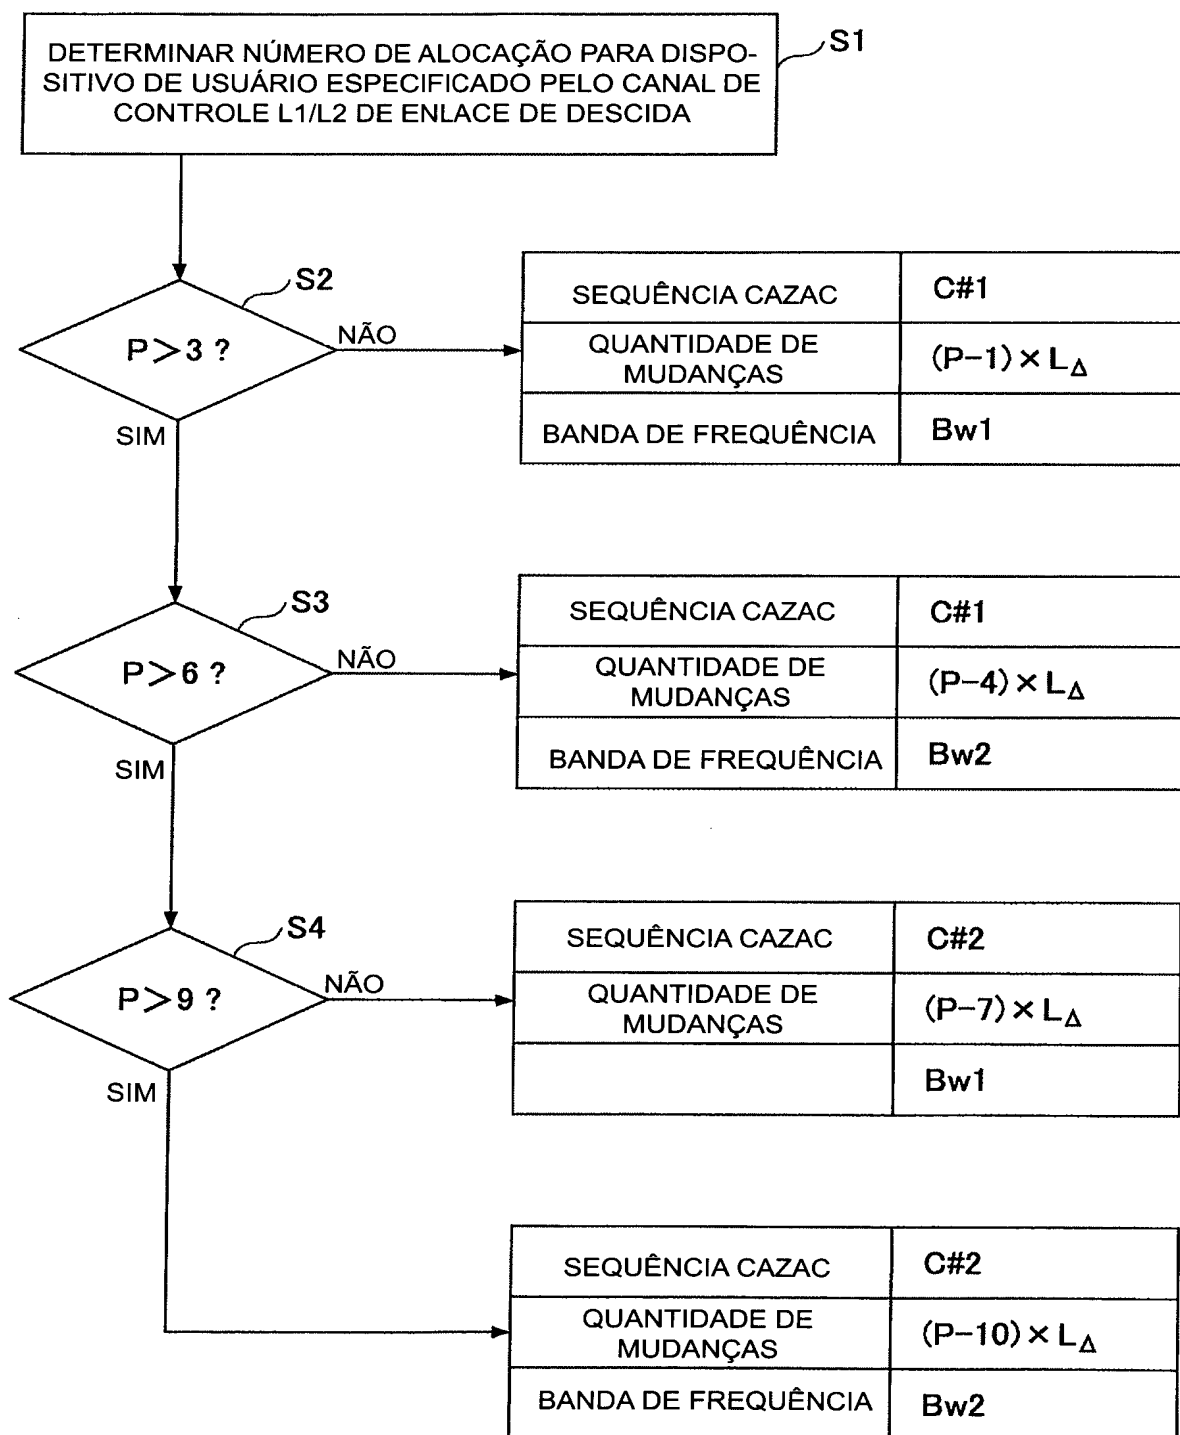 DETERMINAR NÚMERO DE ALOCAÇÃO PARA DISPO-
SITIVO DE USUÁRIO ESPECIFICADO PELO CANAL DE
CONTROLE L1/L2 DE ENLACE DE DESCIDA
S1
S2
P>3 ?
NÃO
SIM
SEQUÊNCIA CAZAC
C#1
QUANTIDADE DE
MUDANÇAS
(P-1) × LΔ
BANDA DE FREQUÊNCIA
Bw1
S3
P>6 ?
NÃO
SIM
SEQUÊNCIA CAZAC
C#1
QUANTIDADE DE
MUDANÇAS
(P-4) × LΔ
BANDA DE FREQUÊNCIA
Bw2
S4
P>9 ?
NÃO
SIM
SEQUÊNCIA CAZAC
C#2
QUANTIDADE DE
MUDANÇAS
(P-7) × LΔ
Bw1
SEQUÊNCIA CAZAC
C#2
QUANTIDADE DE
MUDANÇAS
(P-10) × LΔ
BANDA DE FREQUÊNCIA
Bw2